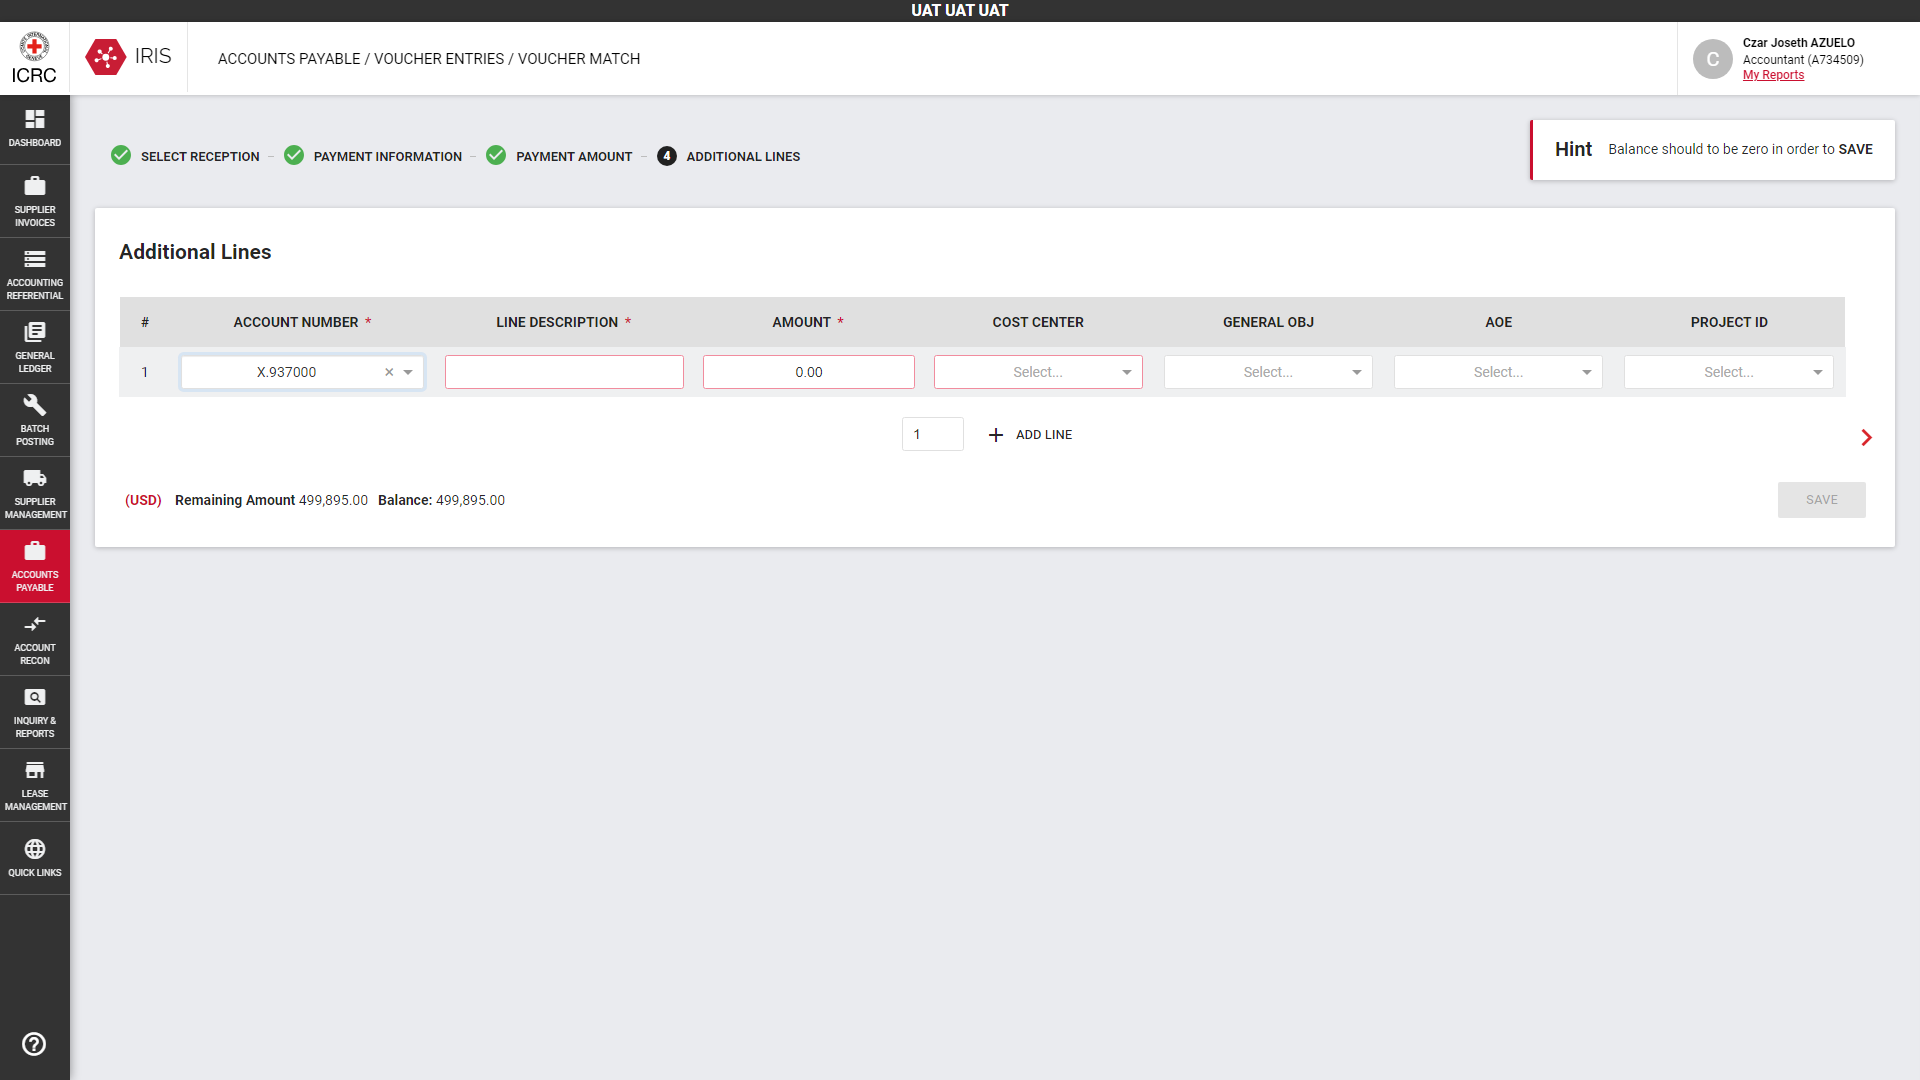 UAT UAT UAT
ICRC
IRIS
ACCOUNTS PAYABLE / VOUCHER ENTRIES / VOUCHER MATCH
C
Czar Joseth AZUELO
Accountant (A734509)
My Reports
DASHBOARD
SUPPLIER
INVOICES
ACCOUNTING
REFERENTIAL
GENERAL
LEDGER
BATCH
POSTING
SUPPLIER
MANAGEMENT
ACCOUNTS
PAYABLE
ACCOUNT
RECON
INQUIRY &
REPORTS
LEASE
MANAGEMENT
QUICK LINKS
SELECT RECEPTION – PAYMENT INFORMATION – PAYMENT AMOUNT – 4 ADDITIONAL LINES
Hint Balance should to be zero in order to SAVE
Additional Lines
# ACCOUNT NUMBER * LINE DESCRIPTION * AMOUNT * COST CENTER GENERAL OBJ AOE PROJECT ID
1 X.937000 0.00 Select... Select... Select... Select...
1 ADD LINE
(USD) Remaining Amount 499,895.00 Balance: 499,895.00
SAVE